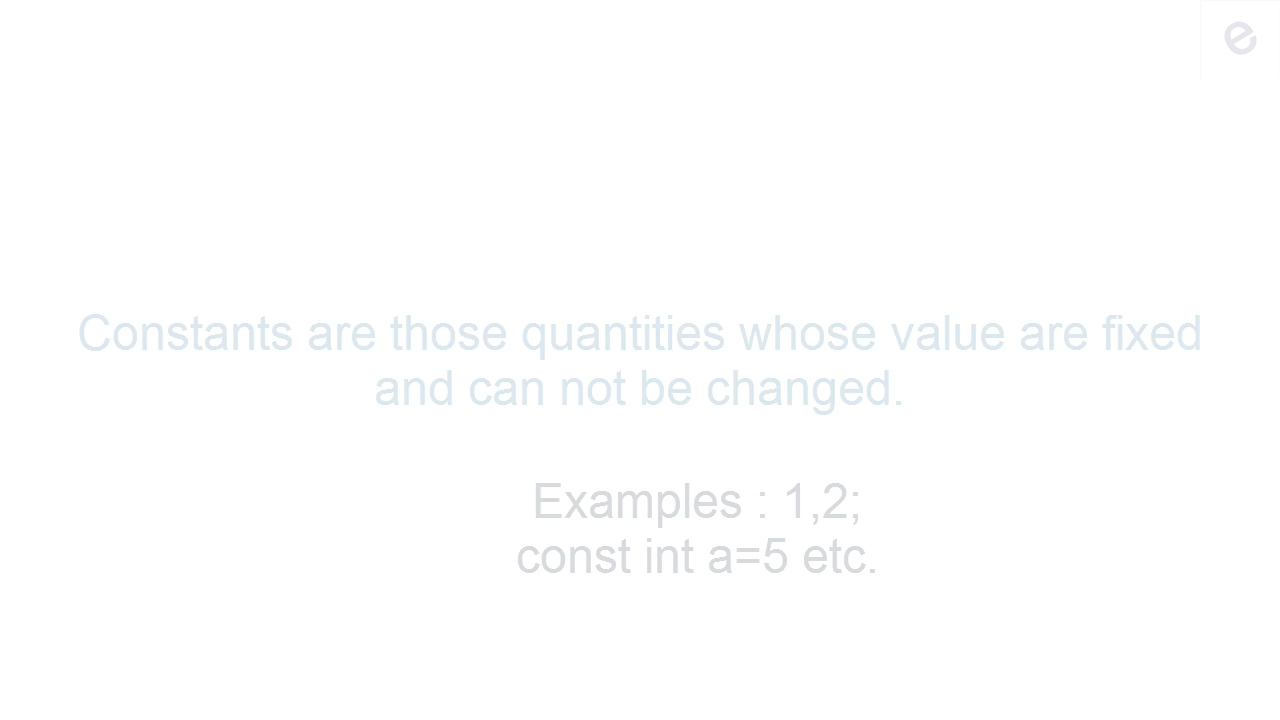 e
Constants are those quantities whose value are fixed
and can not be changed.
Examples : 1,2;
const int a=5 etc.